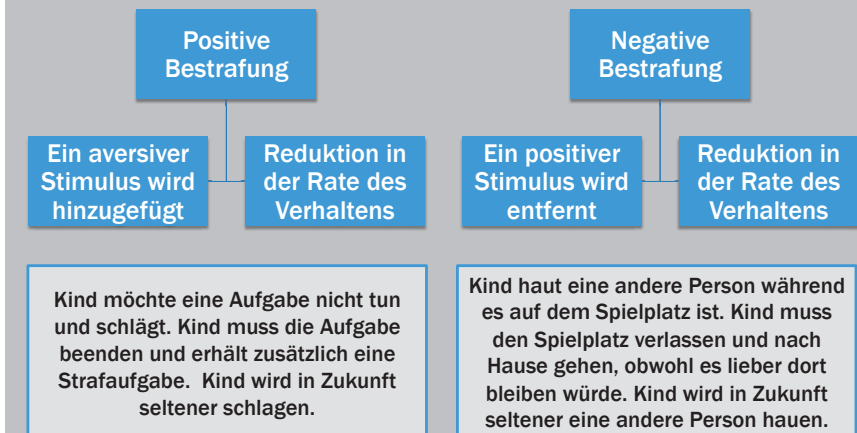 Positive
Bestrafung
Negative
Bestrafung
Ein aversiver
Stimulus wird
hinzugefügt
Reduktion in
der Rate des
Verhaltens
Ein positiver
Stimulus wird
entfernt
Reduktion in
der Rate des
Verhaltens
Kind möchte eine Aufgabe nicht tun
und schlägt. Kind muss die Aufgabe
beenden und erhält zusätzlich eine
Strafaufgabe.  Kind wird in Zukunft
seltener schlagen.
Kind haut eine andere Person während
es auf dem Spielplatz ist. Kind muss
den Spielplatz verlassen und nach
Hause gehen, obwohl es lieber dort
bleiben würde. Kind wird in Zukunft
seltener eine andere Person hauen.